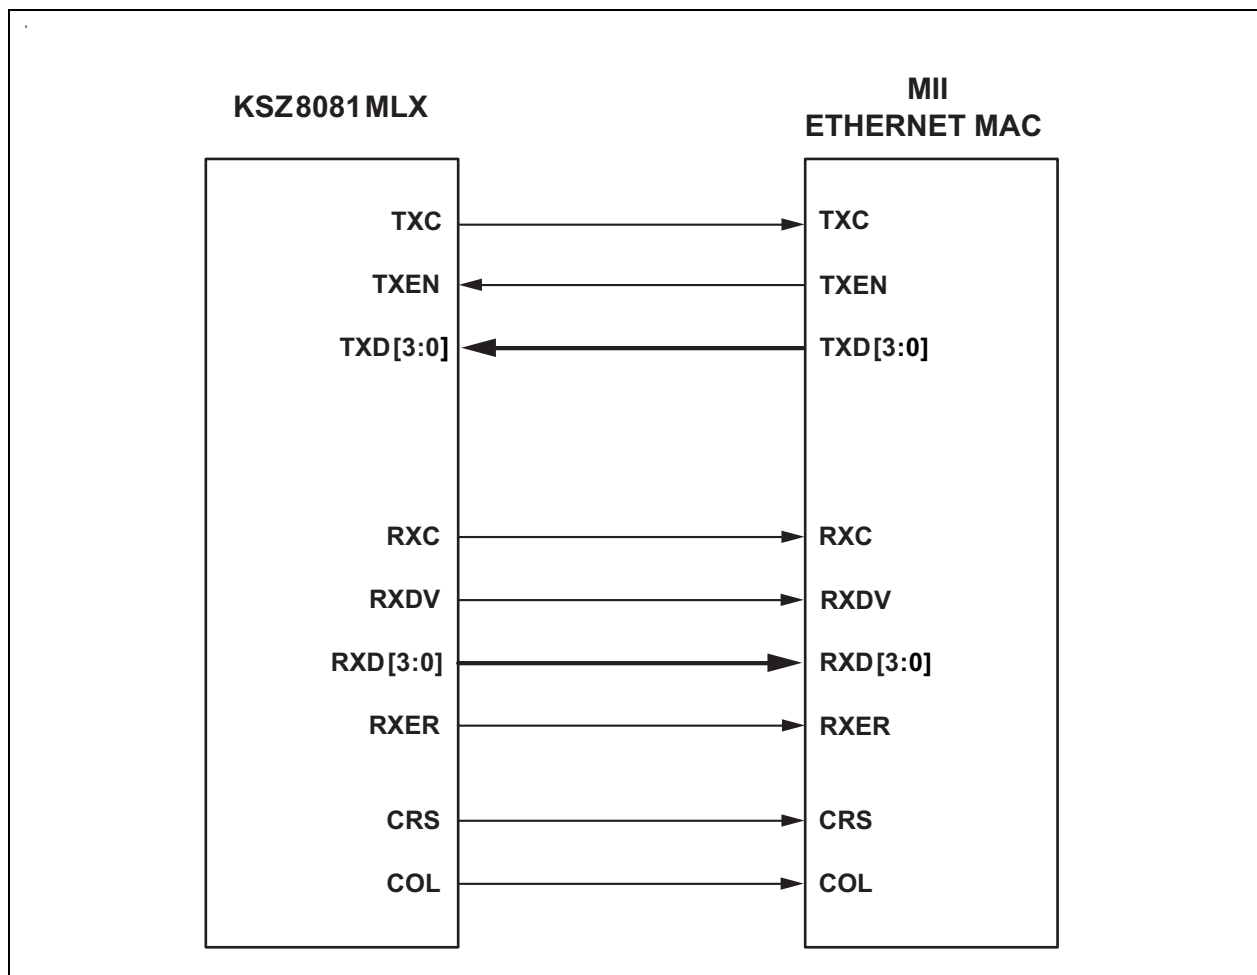 KSZ8081MLX
MII
ETHERNET MAC
TXC
TXC
TXEN
TXEN
TXD[3:0]
TXD[3:0]
RXC
RXC
RXDV
RXDV
RXD[3:0]
RXD[3:0]
RXER
RXER
CRS
CRS
COL
COL